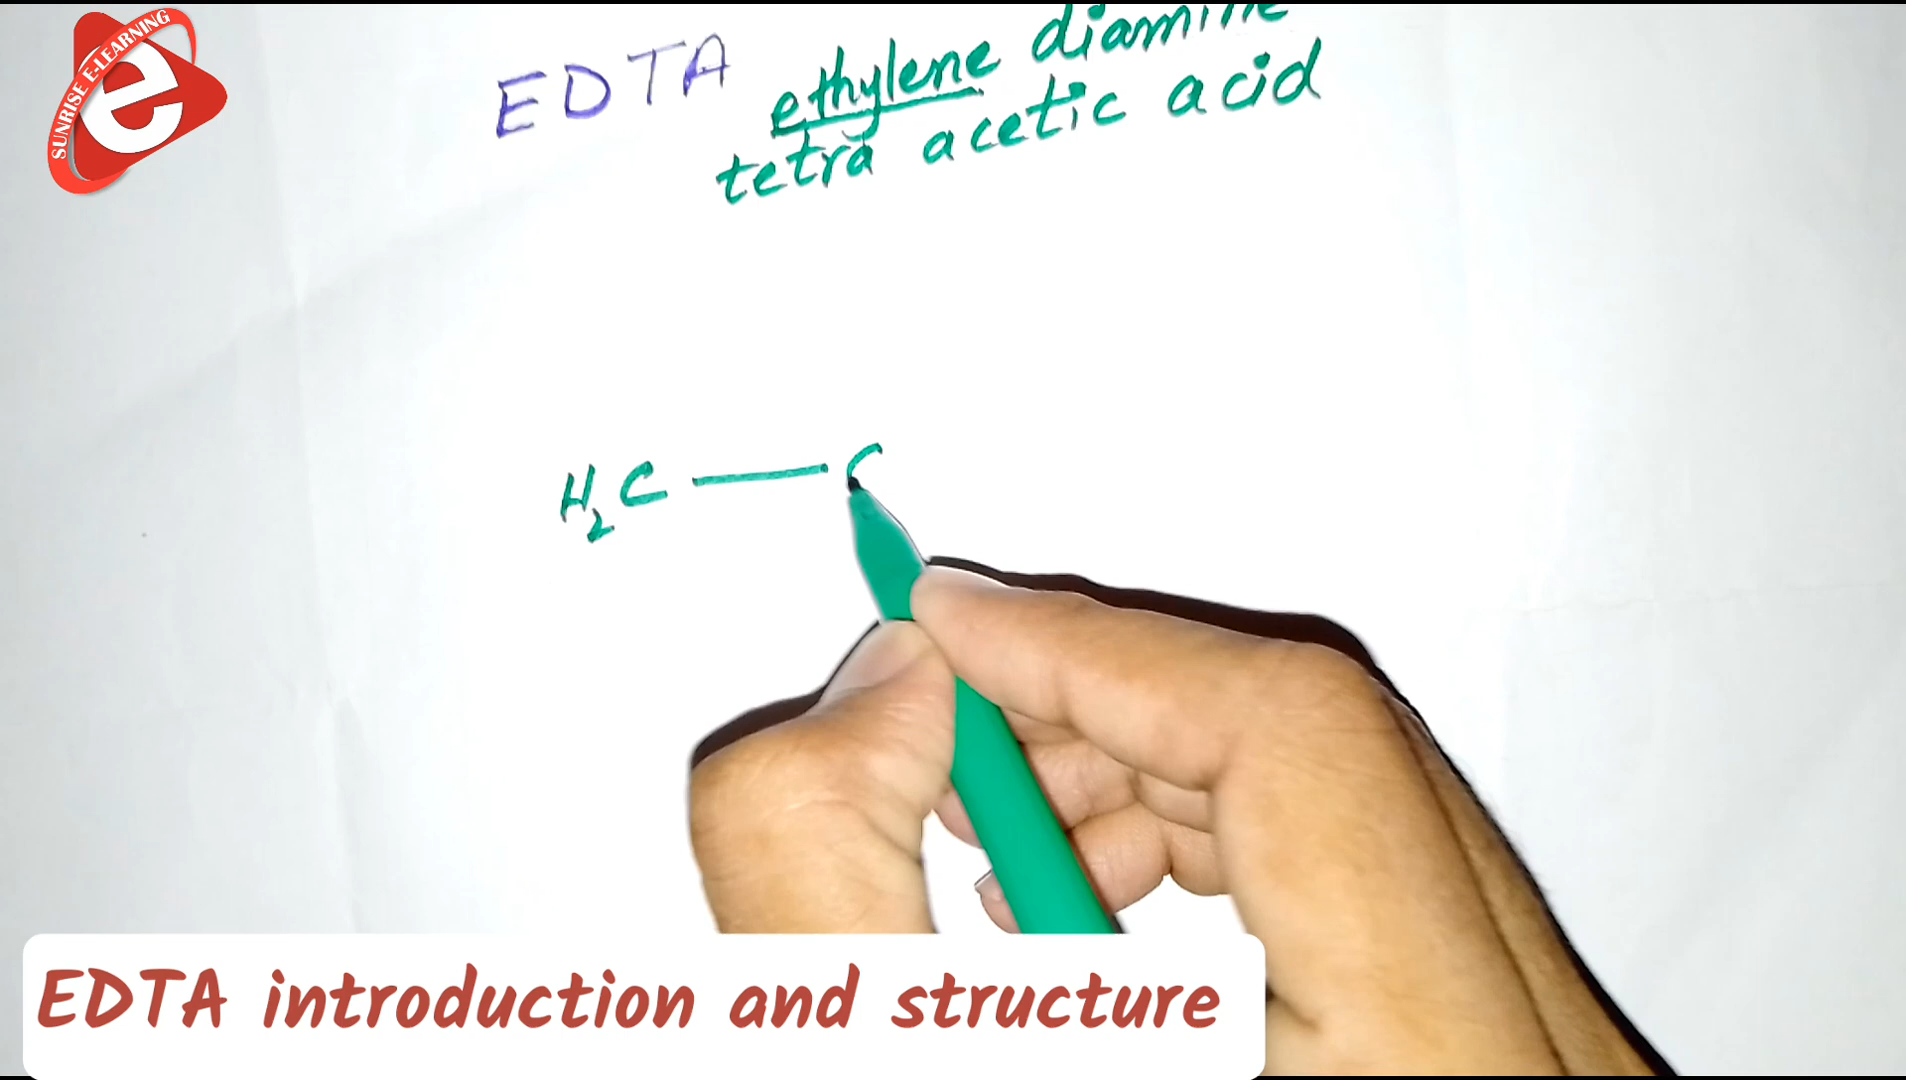 SUNRISE E-LEARNING
e
EDTA
ethylene diamine
tetra acetic acid
H2C — C
EDTA introduction and structure